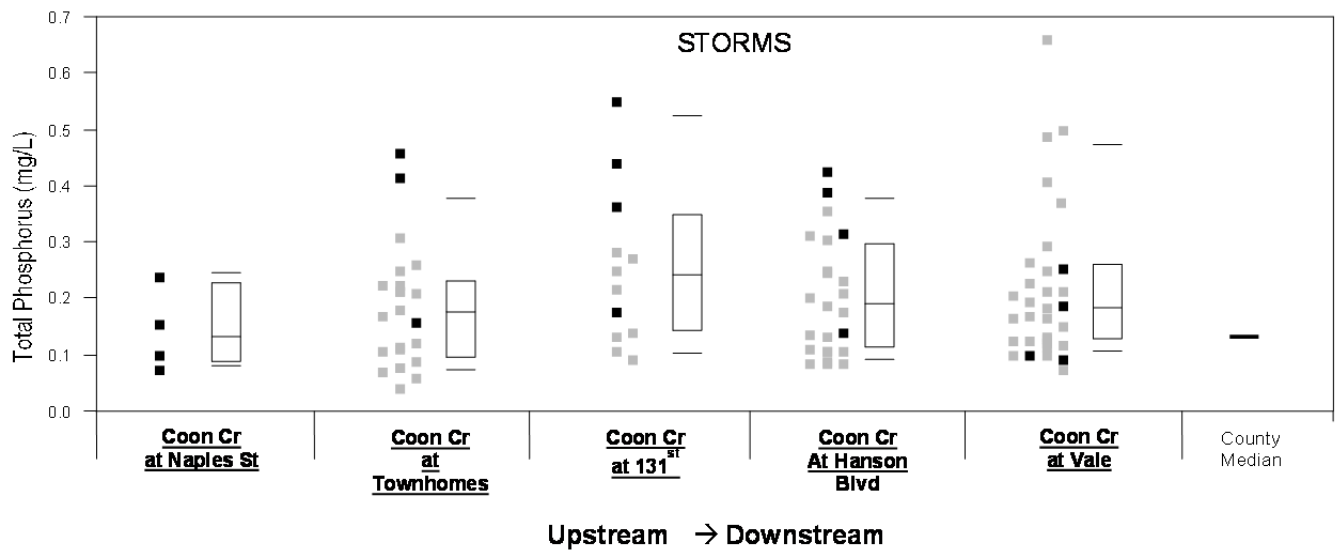 STORMS
Total Phosphorus (mg/L)
0.7
0.6
0.5
0.4
0.3
0.2
0.1
0.0
Coon Cr
at Naples St
Coon Cr
at
Townhomes
Coon Cr
at 131st
Coon Cr
At Hanson
Blvd
Coon Cr
at Vale
County
Median
Upstream → Downstream